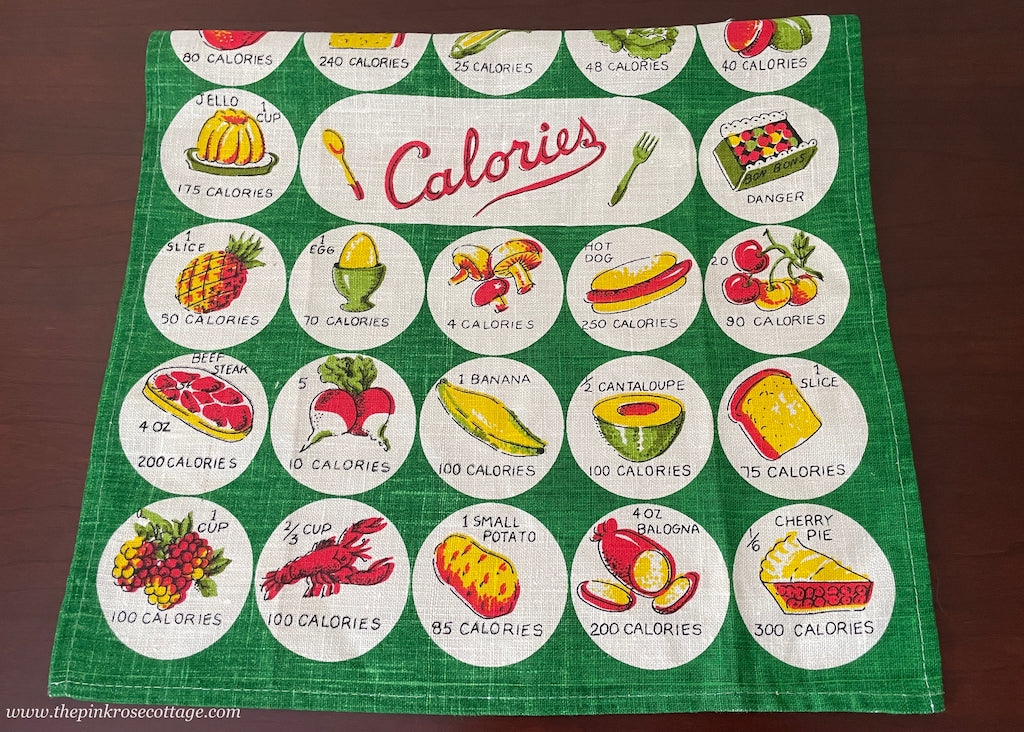 80 CALORIES
240 CALORIES
25 CALORIES
48 CALORIES
40 CALORIES
JELLO
1
CUP
175 CALORIES
Calories
BON BONS
DANGER
1
SLICE
50 CALORIES
1
EGG
70 CALORIES
4 CALORIES
HOT
DOG
250 CALORIES
20
90 CALORIES
BEEF
STEAK
4 OZ
200 CALORIES
5
10 CALORIES
1 BANANA
100 CALORIES
1/2 CANTALOUPE
100 CALORIES
1
SLICE
75 CALORIES
1
CUP
100 CALORIES
2/3 CUP
100 CALORIES
1 SMALL
POTATO
85 CALORIES
4 OZ
BALOGNA
200 CALORIES
CHERRY
PIE
1/6
300 CALORIES
www.thepinkrosecottage.com